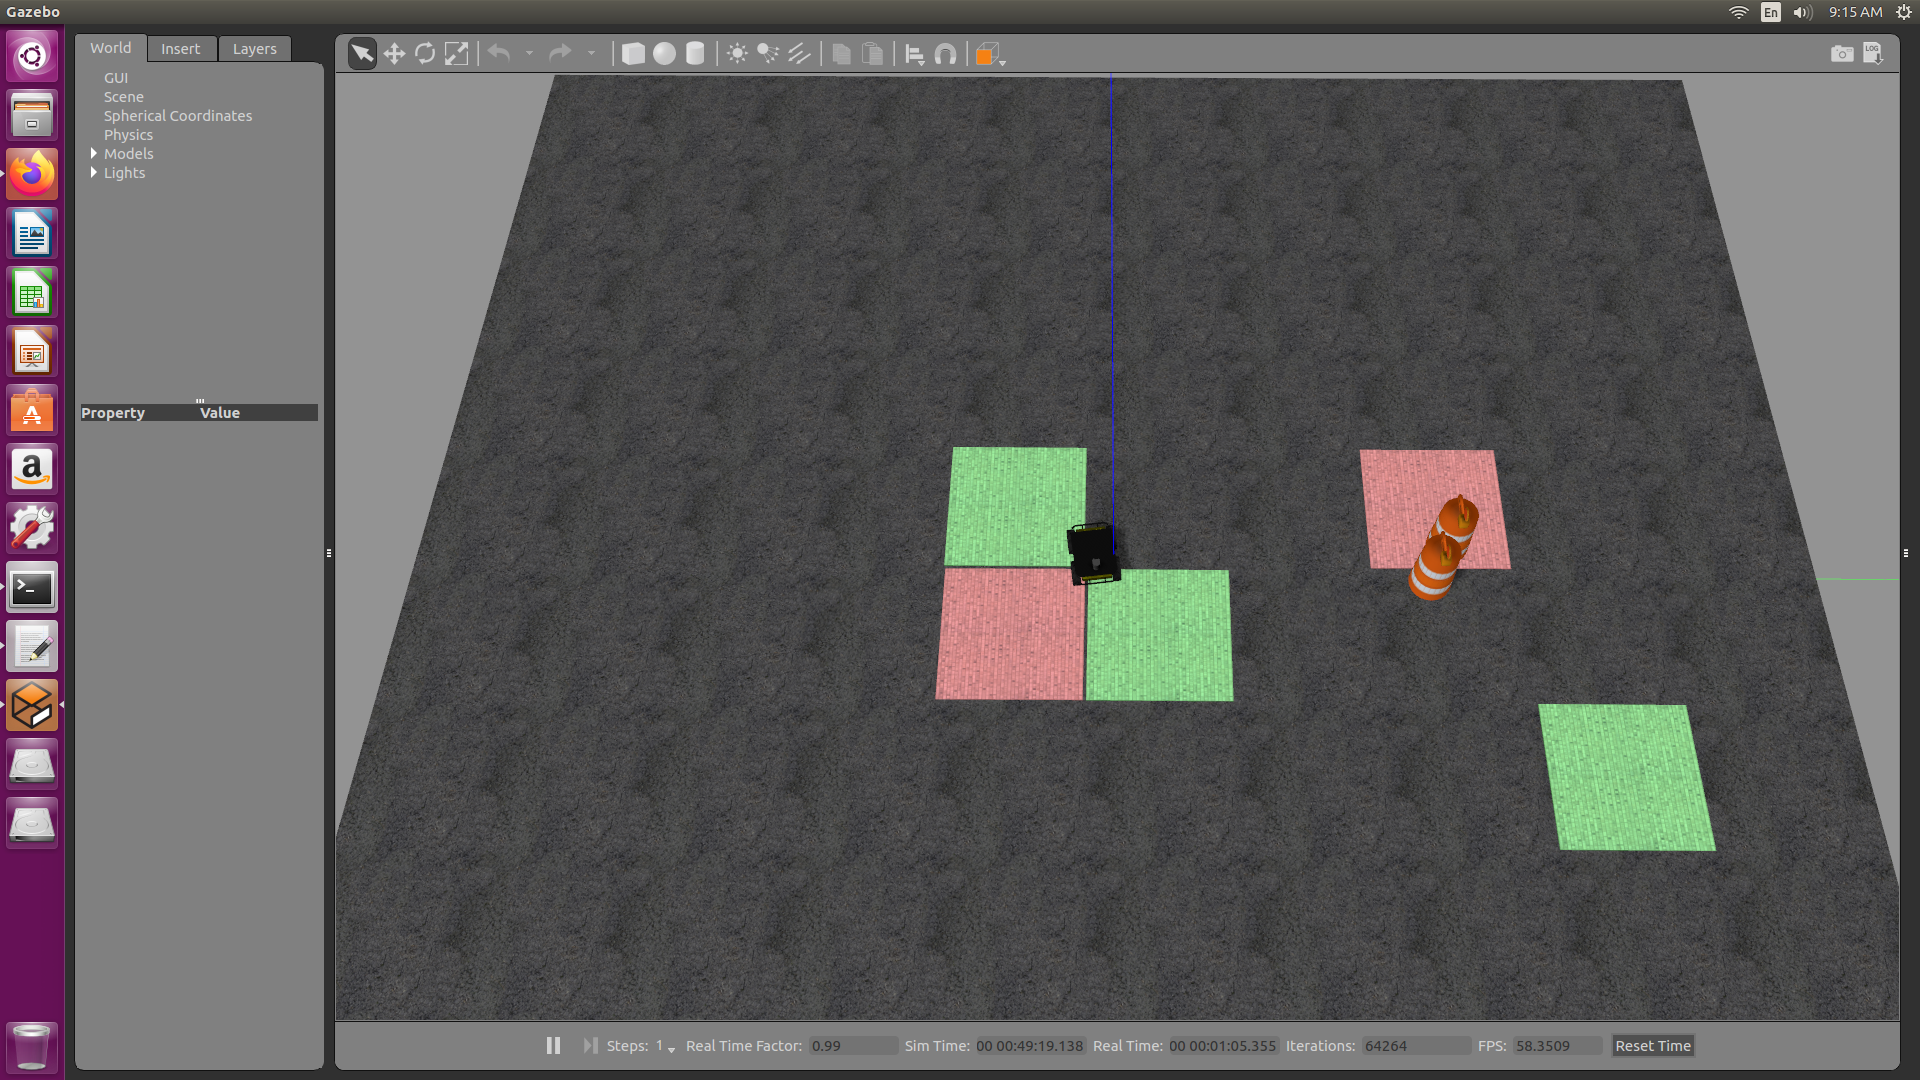 Gazebo
En
9:15 AM
World Insert Layers
LOG
GUI
Scene
Spherical Coordinates
Physics
Models
Lights
Property Value
A
a
>_
Steps: 1 Real Time Factor: 0.99 Sim Time: 00 00:49:19.138 Real Time: 00 00:01:05.355 Iterations: 64264 FPS: 58.3509 Reset Time